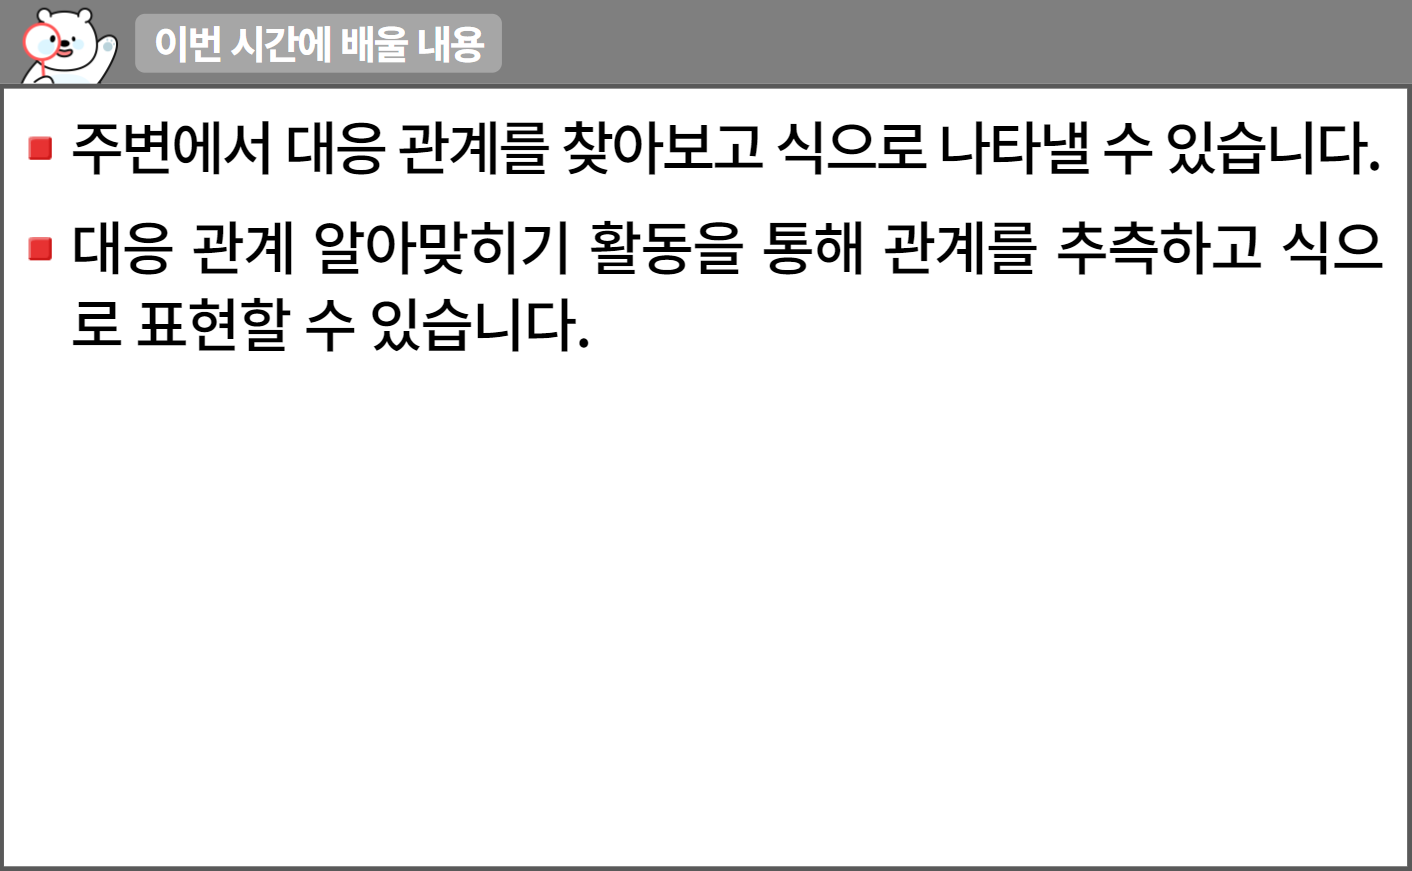 이번 시간에 배울 내용
주변에서 대응 관계를 찾아보고 식으로 나타낼 수 있습니다.
대응 관계 알아맞히기 활동을 통해 관계를 추측하고 식으
로 표현할 수 있습니다.